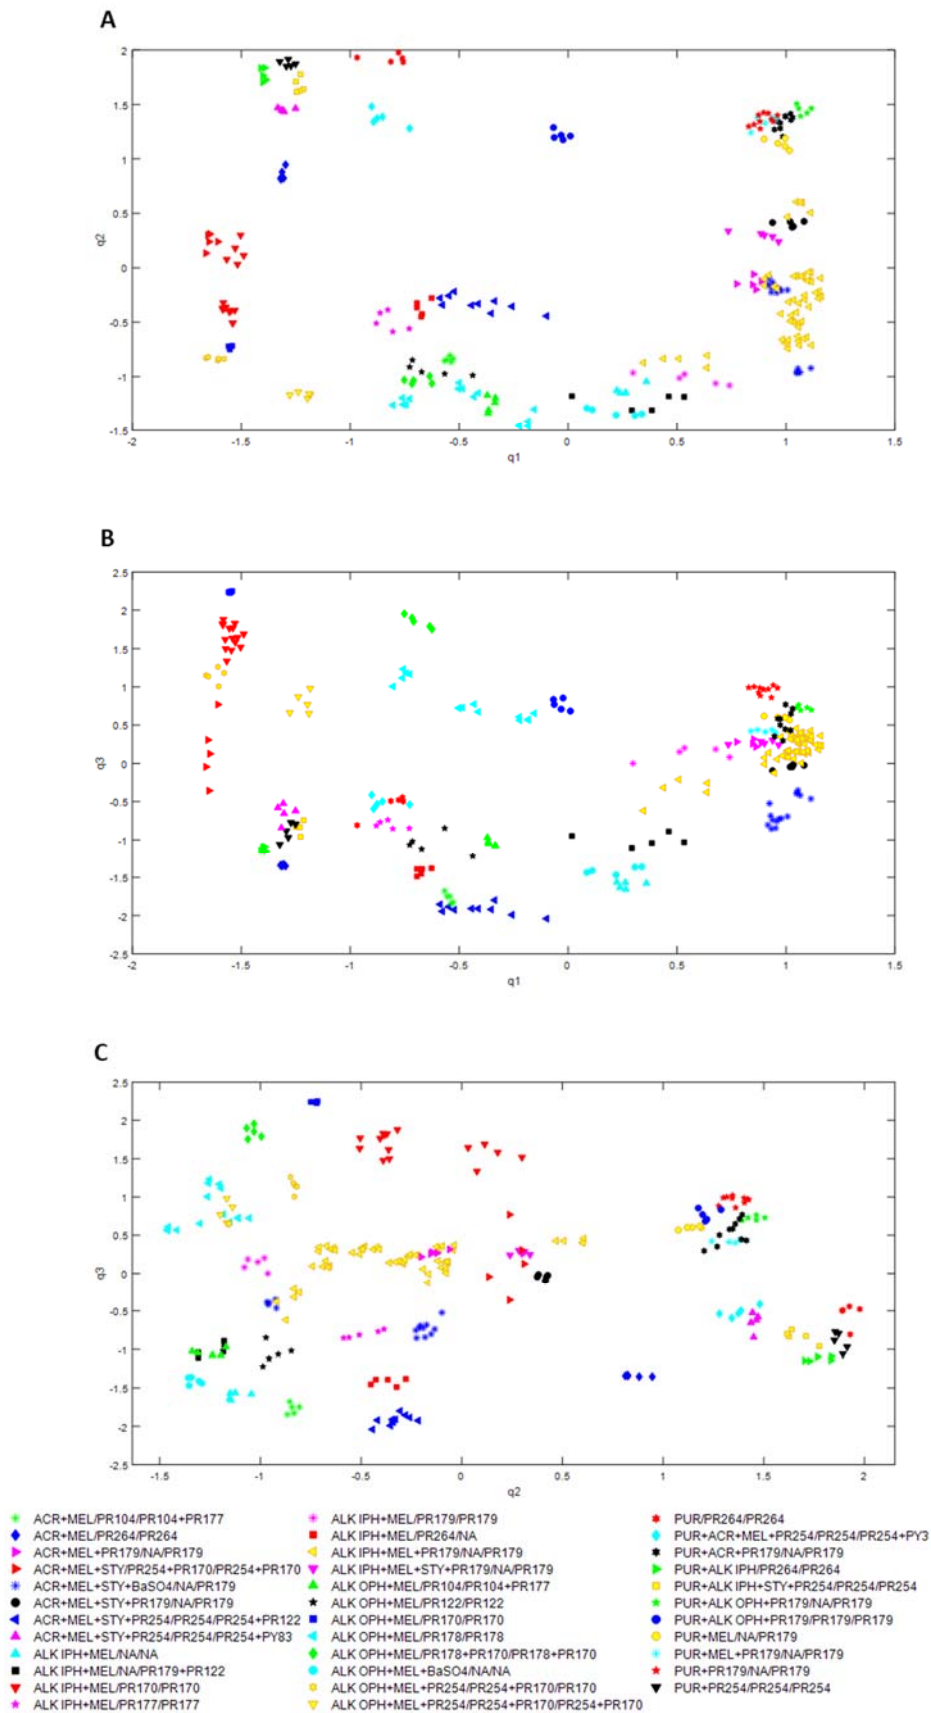 A
2
1.5
1
0.5
0
-0.5
-1
-1.5
q2
-2 -1.5 -1 -0.5 0 0.5 1 1.5
q1
B
2.5
2
1.5
1
0.5
0
-0.5
-1
-1.5
-2
-2.5
q3
-2 -1.5 -1 -0.5 0 0.5 1 1.5
q1
C
2.5
2
1.5
1
0.5
0
-0.5
-1
-1.5
-2
-2.5
q3
-1.5 -1 -0.5 0 0.5 1 1.5 2
q2
ACR+MEL/PR104/PR104+PR177
ACR+MEL/PR264/PR264
ACR+MEL+PR179/NA/PR179
ACR+MEL+STY/PR254+PR170/PR254+PR170
ACR+MEL+STY+BaSO4/NA/PR179
ACR+MEL+STY+PR179/NA/PR179
ACR+MEL+STY+PR254/PR254/PR254+PR122
ACR+MEL+STY+PR254/PR254/PR254+PY83
ALK IPH+MEL/NA/NA
ALK IPH+MEL/NA/PR179+PR122
ALK IPH+MEL/PR170/PR170
ALK IPH+MEL/PR177/PR177
ALK IPH+MEL/PR179/PR179
ALK IPH+MEL/PR264/NA
ALK IPH+MEL+PR179/NA/PR179
ALK IPH+MEL+STY+PR179/NA/PR179
ALK OPH+MEL/PR104/PR104+PR177
ALK OPH+MEL/PR122/PR122
ALK OPH+MEL/PR170/PR170
ALK OPH+MEL/PR178/PR178
ALK OPH+MEL/PR178+PR170/PR178+PR170
ALK OPH+MEL+BaSO4/NA/NA
ALK OPH+MEL+PR254/PR254+PR170/PR170
ALK OPH+MEL+PR254/PR254+PR170/PR254+PR170
PUR/PR264/PR264
PUR+ACR+MEL+PR254/PR254/PR254+PY3
PUR+ACR+PR179/NA/PR179
PUR+ALK IPH/PR264/PR264
PUR+ALK IPH+STY+PR254/PR254/PR254
PUR+ALK OPH+PR179/NA/PR179
PUR+ALK OPH+PR179/PR179/PR179
PUR+MEL/NA/PR179
PUR+MEL+PR179/NA/PR179
PUR+PR179/NA/PR179
PUR+PR254/PR254/PR254